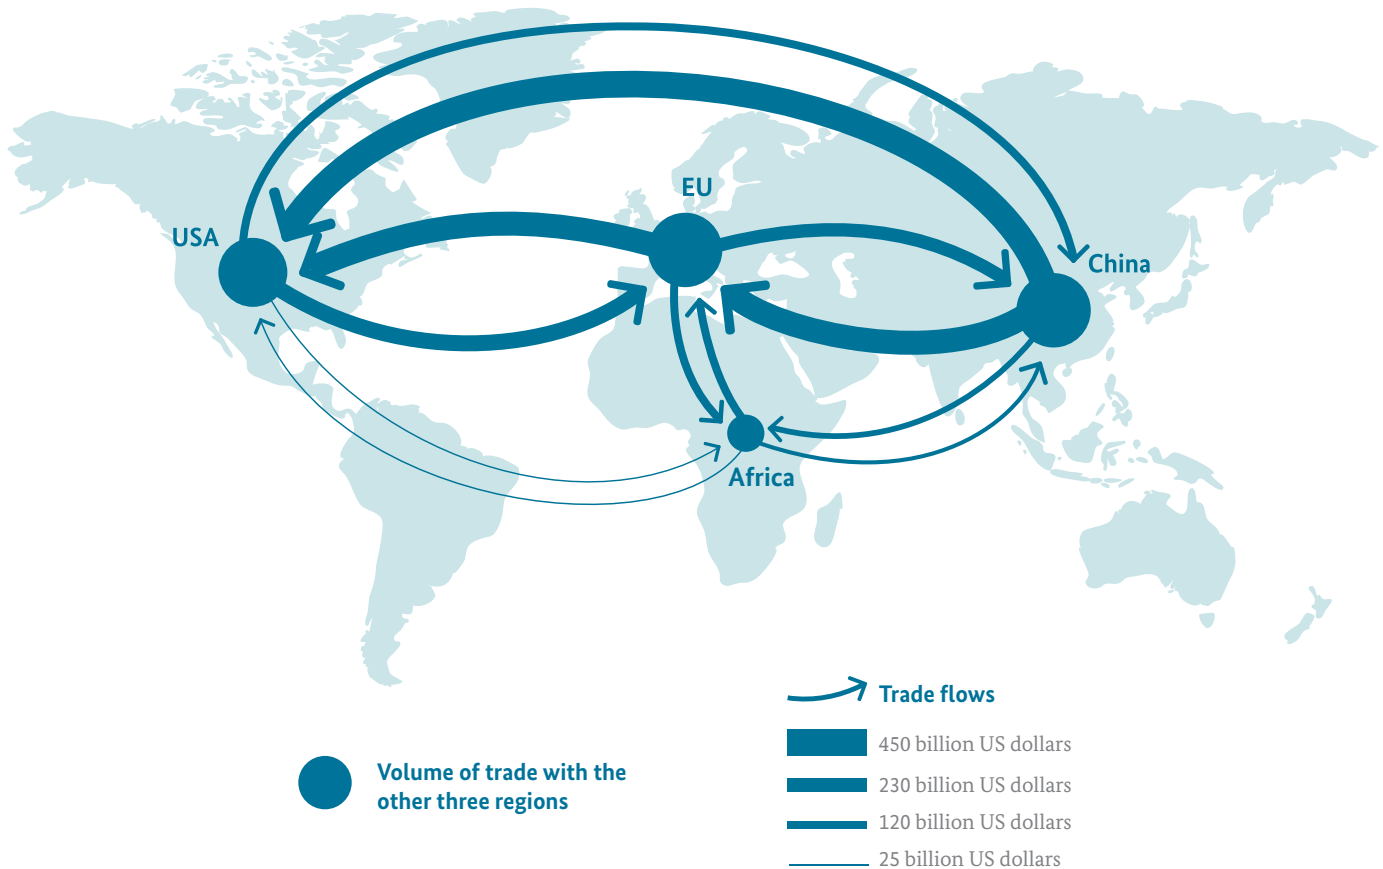 EU
USA
China
Africa
Trade flows
450 billion US dollars
230 billion US dollars
120 billion US dollars
25 billion US dollars
Volume of trade with the
other three regions